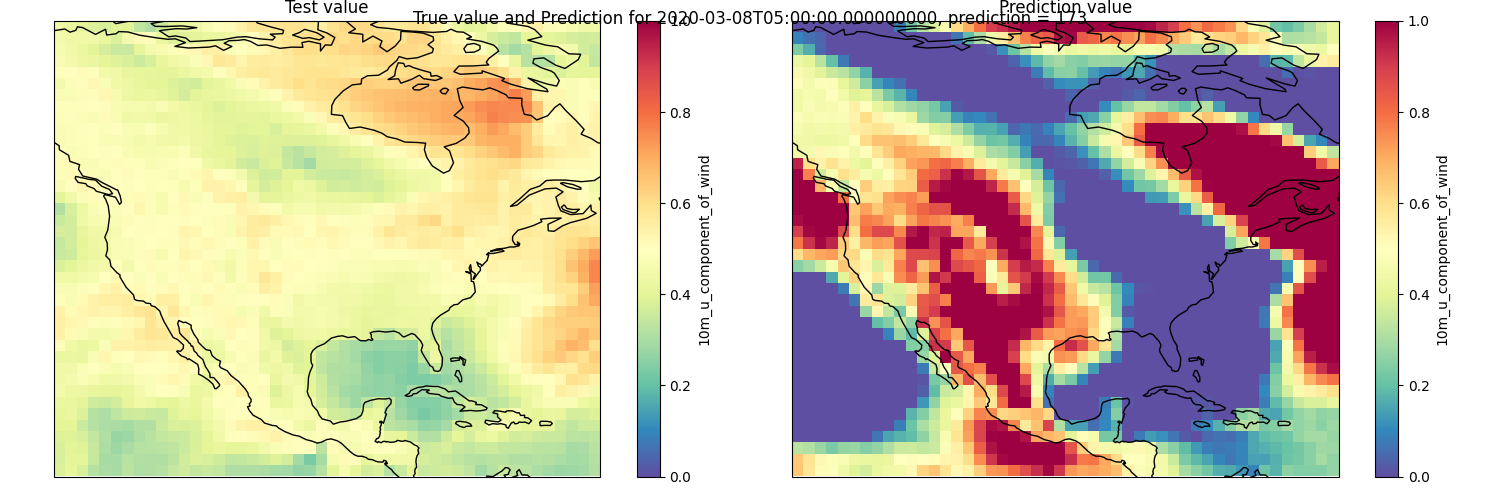 Test value
True value and Prediction for 2020-03-08T05:00:00.000000000, prediction = 173
Prediction value
1.0
0.8
0.6
0.4
0.2
0.0
10m_u_component_of_wind
1.0
0.8
0.6
0.4
0.2
0.0
10m_u_component_of_wind